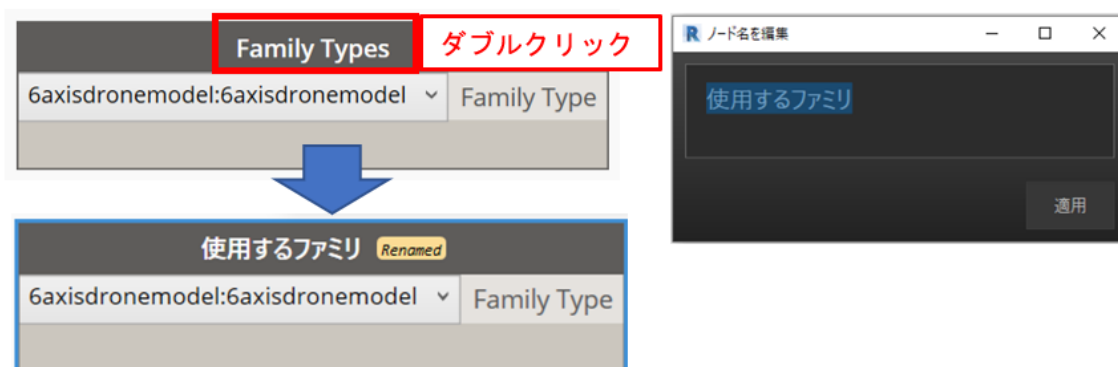 Family Types
ダブルクリック
6axisdronemodel:6axisdronemodel
Family Type
使用するファミリ Renamed
6axisdronemodel:6axisdronemodel
Family Type
R ノード名を編集
使用するファミリ
適用